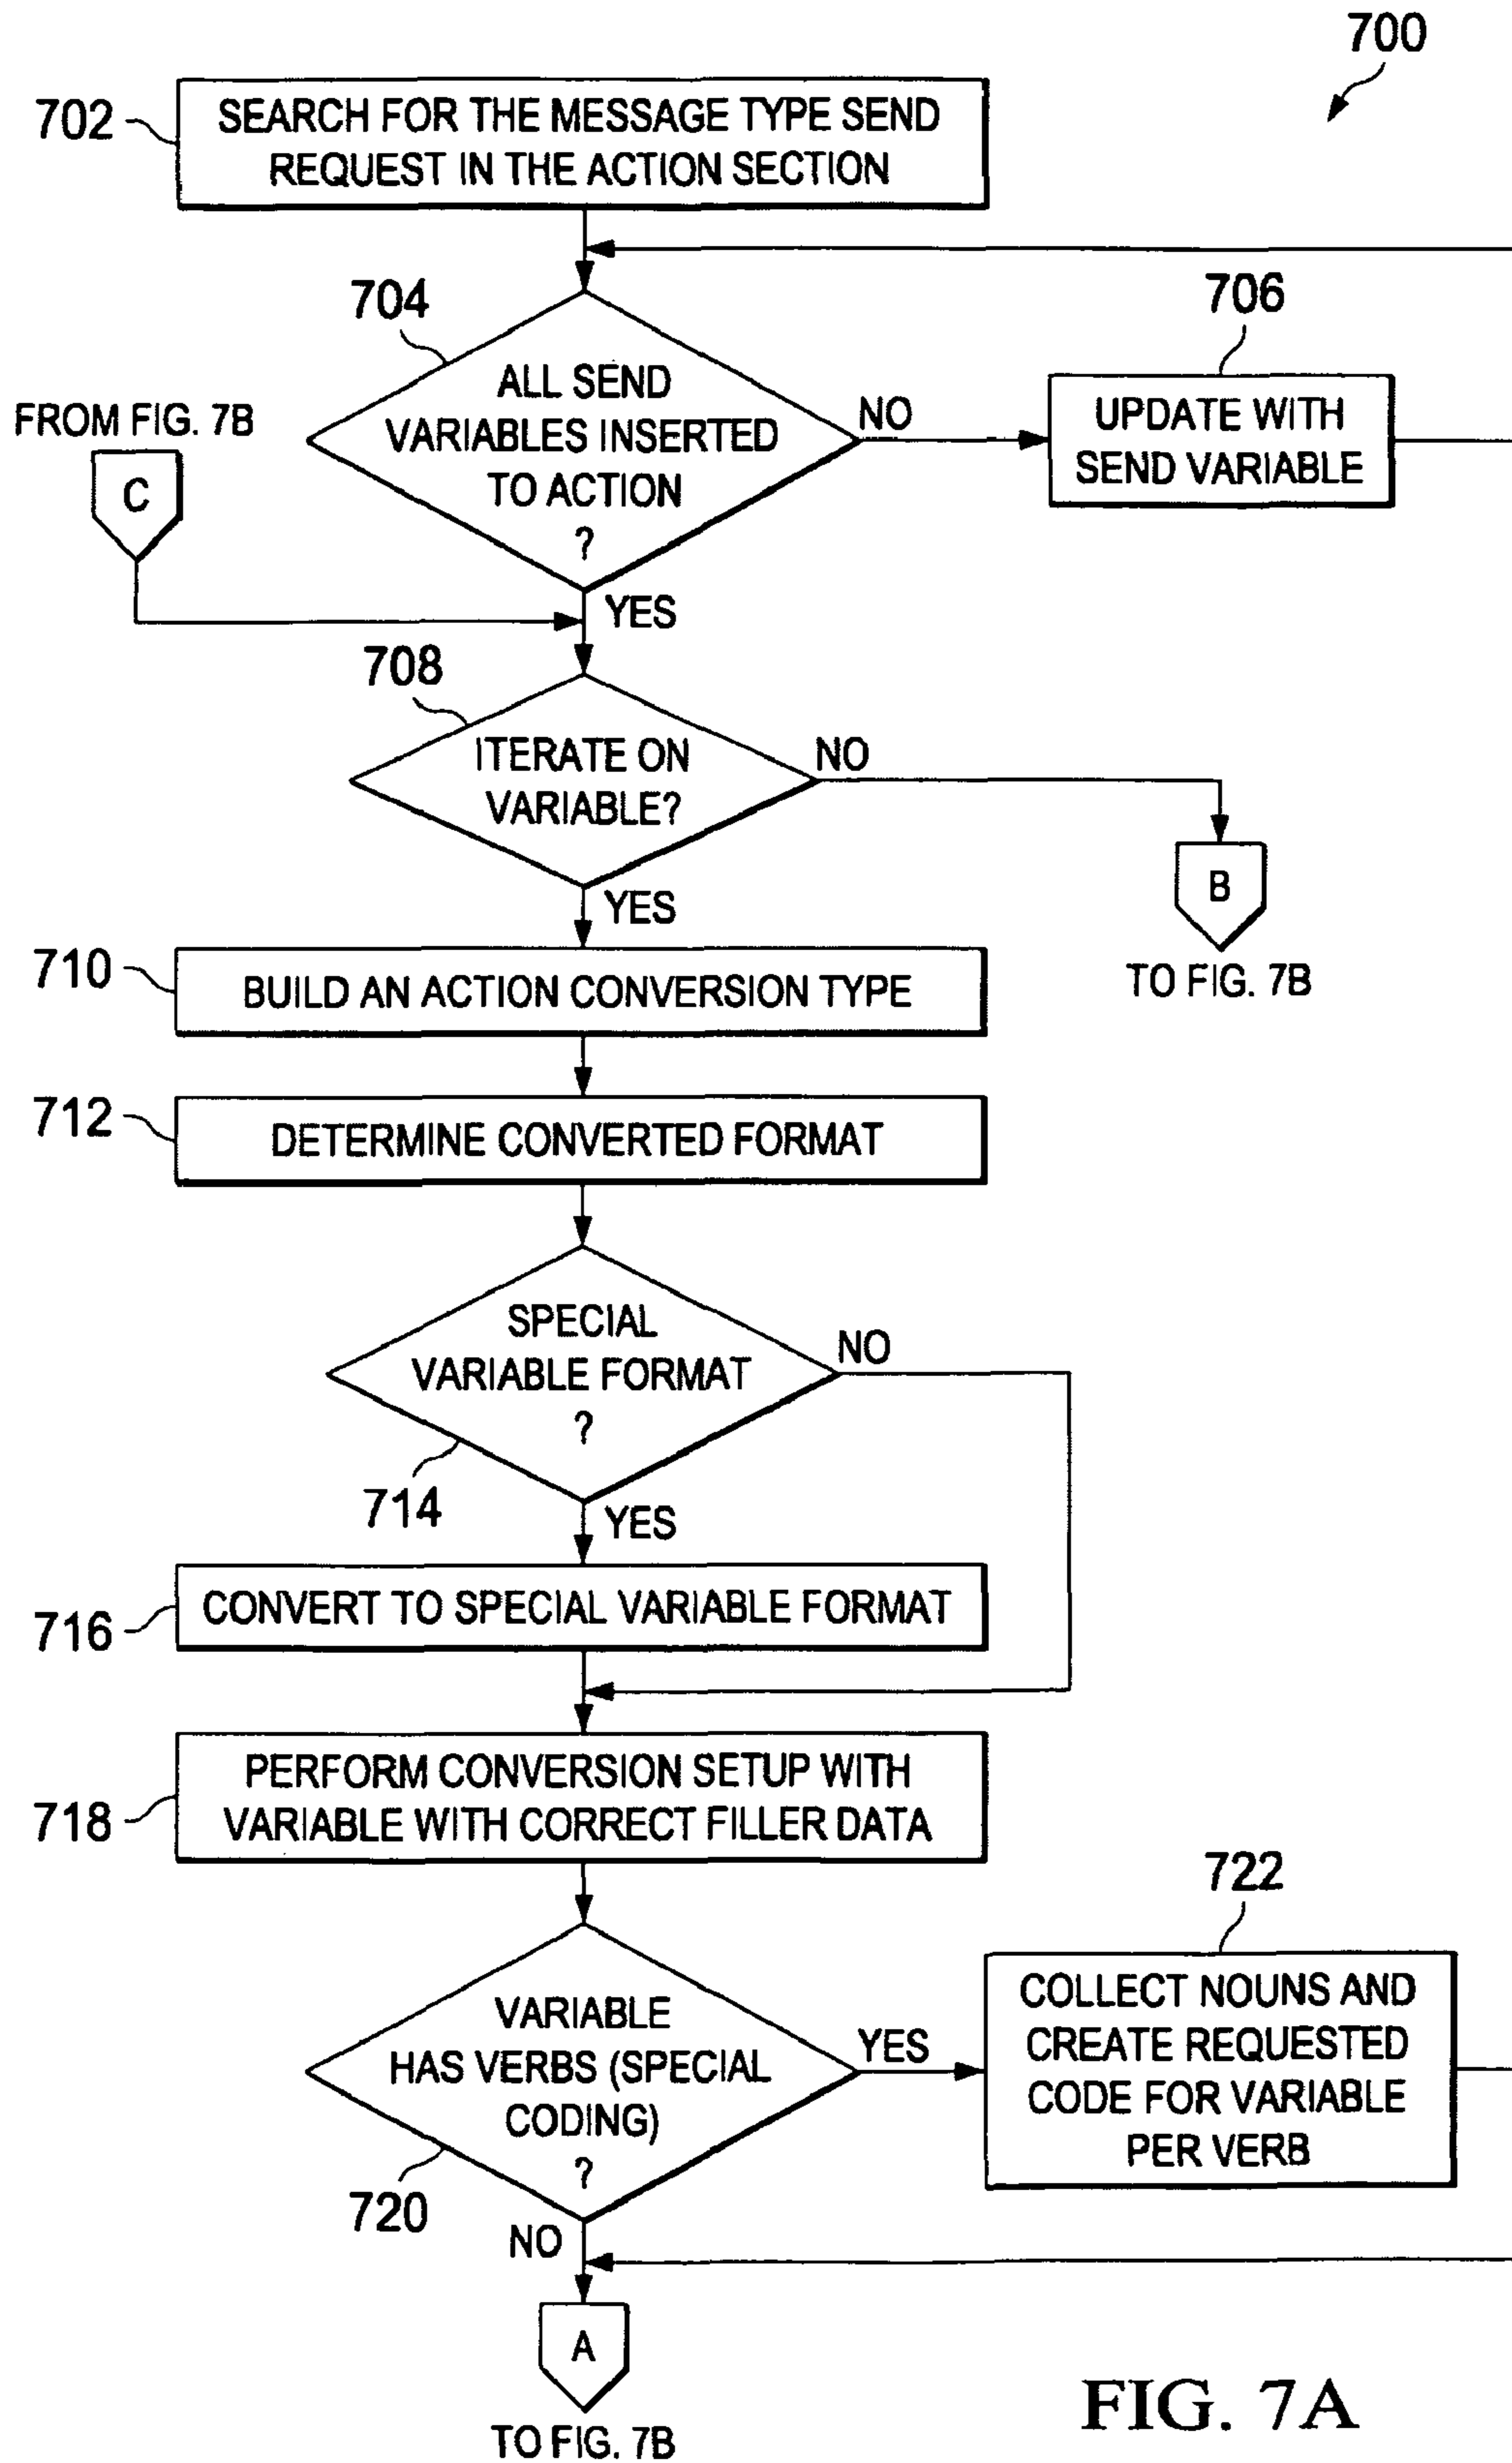 700
702
SEARCH FOR THE MESSAGE TYPE SEND
REQUEST IN THE ACTION SECTION
704
ALL SEND
VARIABLES INSERTED
TO ACTION
?
NO
706
UPDATE WITH
SEND VARIABLE
FROM FIG. 7B
C
YES
708
ITERATE ON
VARIABLE?
NO
B
TO FIG. 7B
YES
710
BUILD AN ACTION CONVERSION TYPE
712
DETERMINE CONVERTED FORMAT
SPECIAL
VARIABLE FORMAT
?
NO
714
YES
716
CONVERT TO SPECIAL VARIABLE FORMAT
718
PERFORM CONVERSION SETUP WITH
VARIABLE WITH CORRECT FILLER DATA
VARIABLE
HAS VERBS (SPECIAL
CODING)
?
720
YES
722
COLLECT NOUNS AND
CREATE REQUESTED
CODE FOR VARIABLE
PER VERB
NO
A
TO FIG. 7B
FIG. 7A